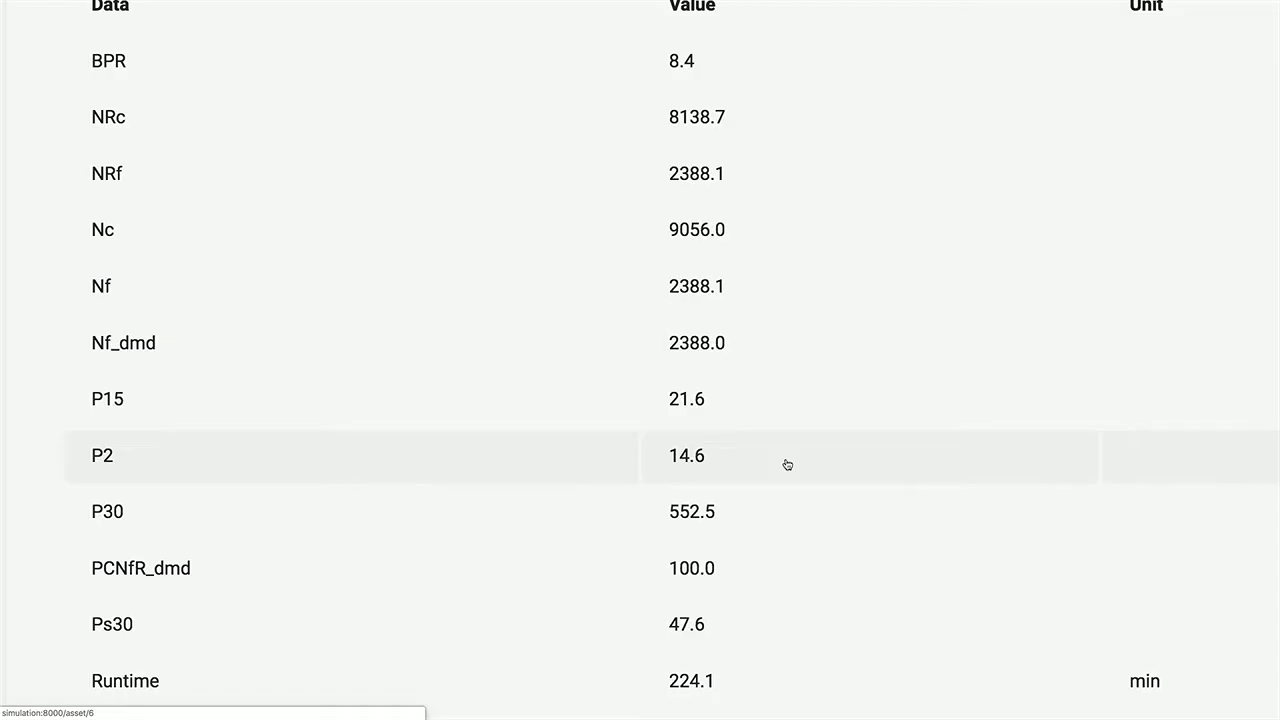 Data Value Unit
BPR 8.4
NRc 8138.7
NRf 2388.1
Nc 9056.0
Nf 2388.1
Nf_dmd 2388.0
P15 21.6
P2 14.6
P30 552.5
PCNfR_dmd 100.0
Ps30 47.6
Runtime 224.1 min
simulation:8000/asset/6